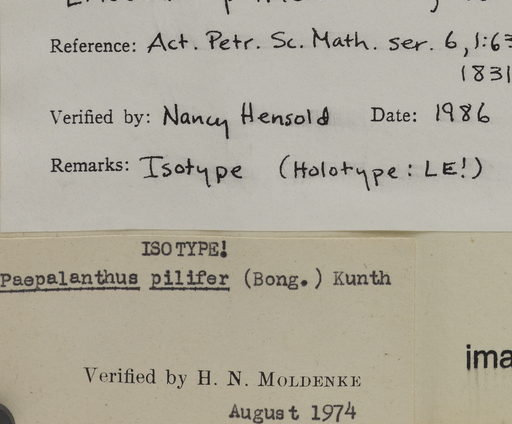 Reference: Act. Petr. Sc. Math. ser. 6, 1:63
1831
Verified by: Nancy Hensold Date: 1986
Remarks: Isotype (Holotype: LE!)
ISOTYPE!
Paepalanthus pilifer (Bong.) Kunth
Verified by H. N. MOLDENKE
August 1974
ima